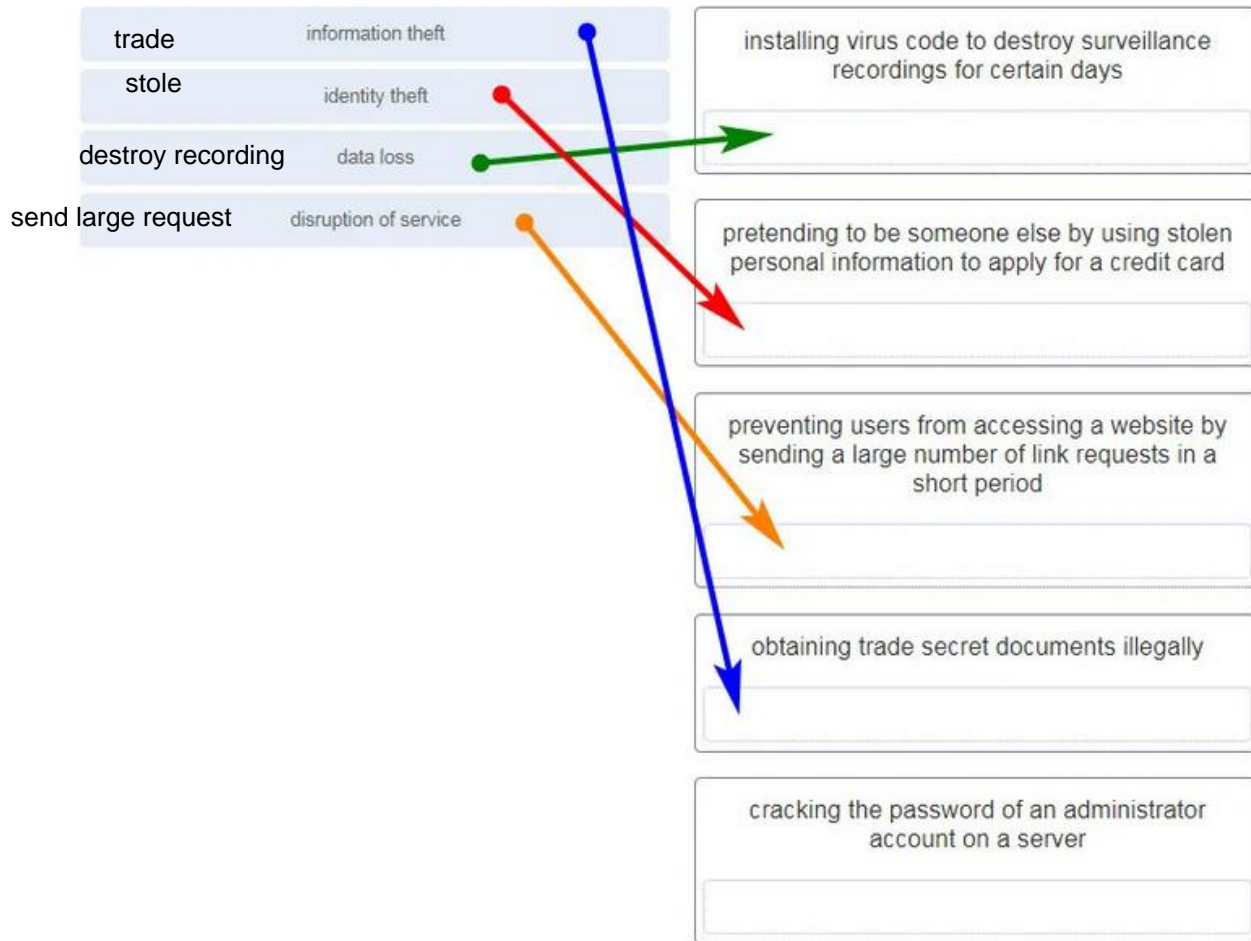 trade
information theft
stole
identity theft
destroy recording
data loss
send large request
disruption of service
installing virus code to destroy surveillance
recordings for certain days
pretending to be someone else by using stolen
personal information to apply for a credit card
preventing users from accessing a website by
sending a large number of link requests in a
short period
obtaining trade secret documents illegally
cracking the password of an administrator
account on a server